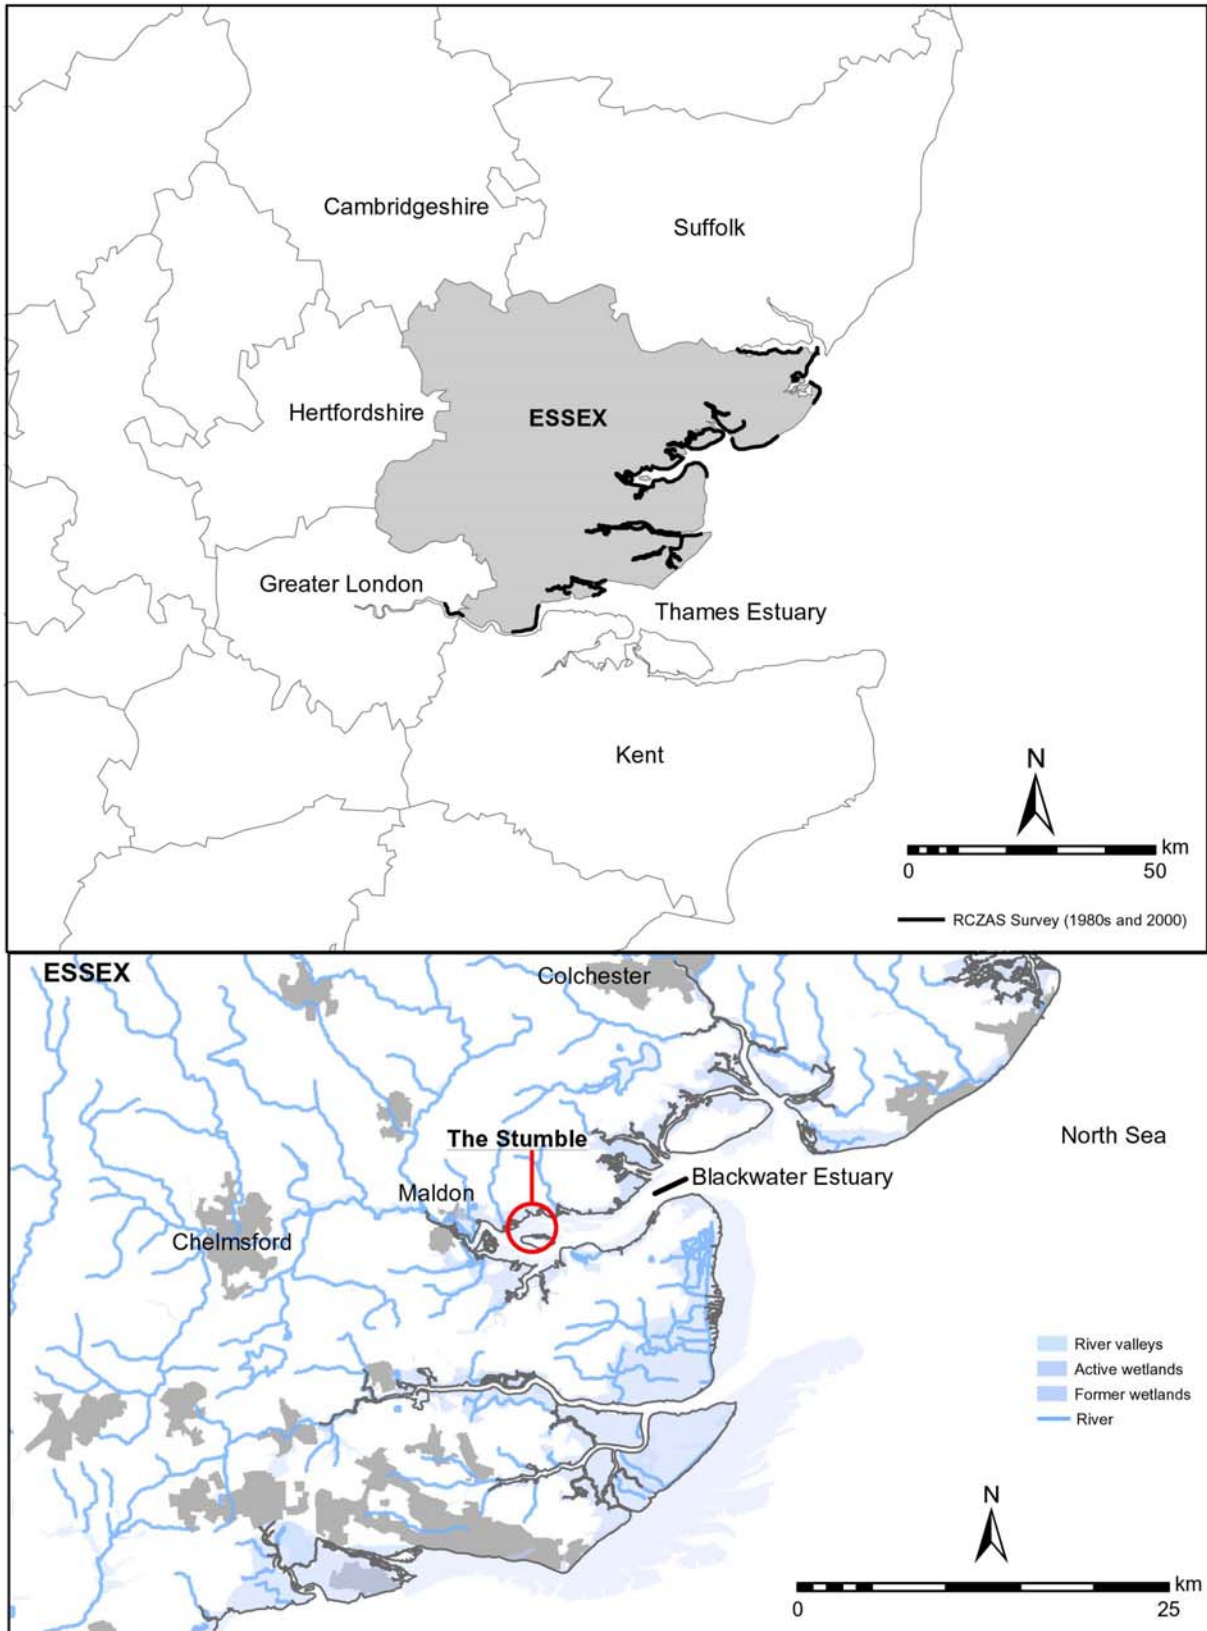 Cambridgeshire
Suffolk
Hertfordshire
ESSEX
Greater London
Thames Estuary
Kent
N
km
0 50
RCZAS Survey (1980s and 2000)
ESSEX
Colchester
The Stumble
North Sea
Blackwater Estuary
Maldon
Chelmsford
River valleys
Active wetlands
Former wetlands
River
N
km
0 25